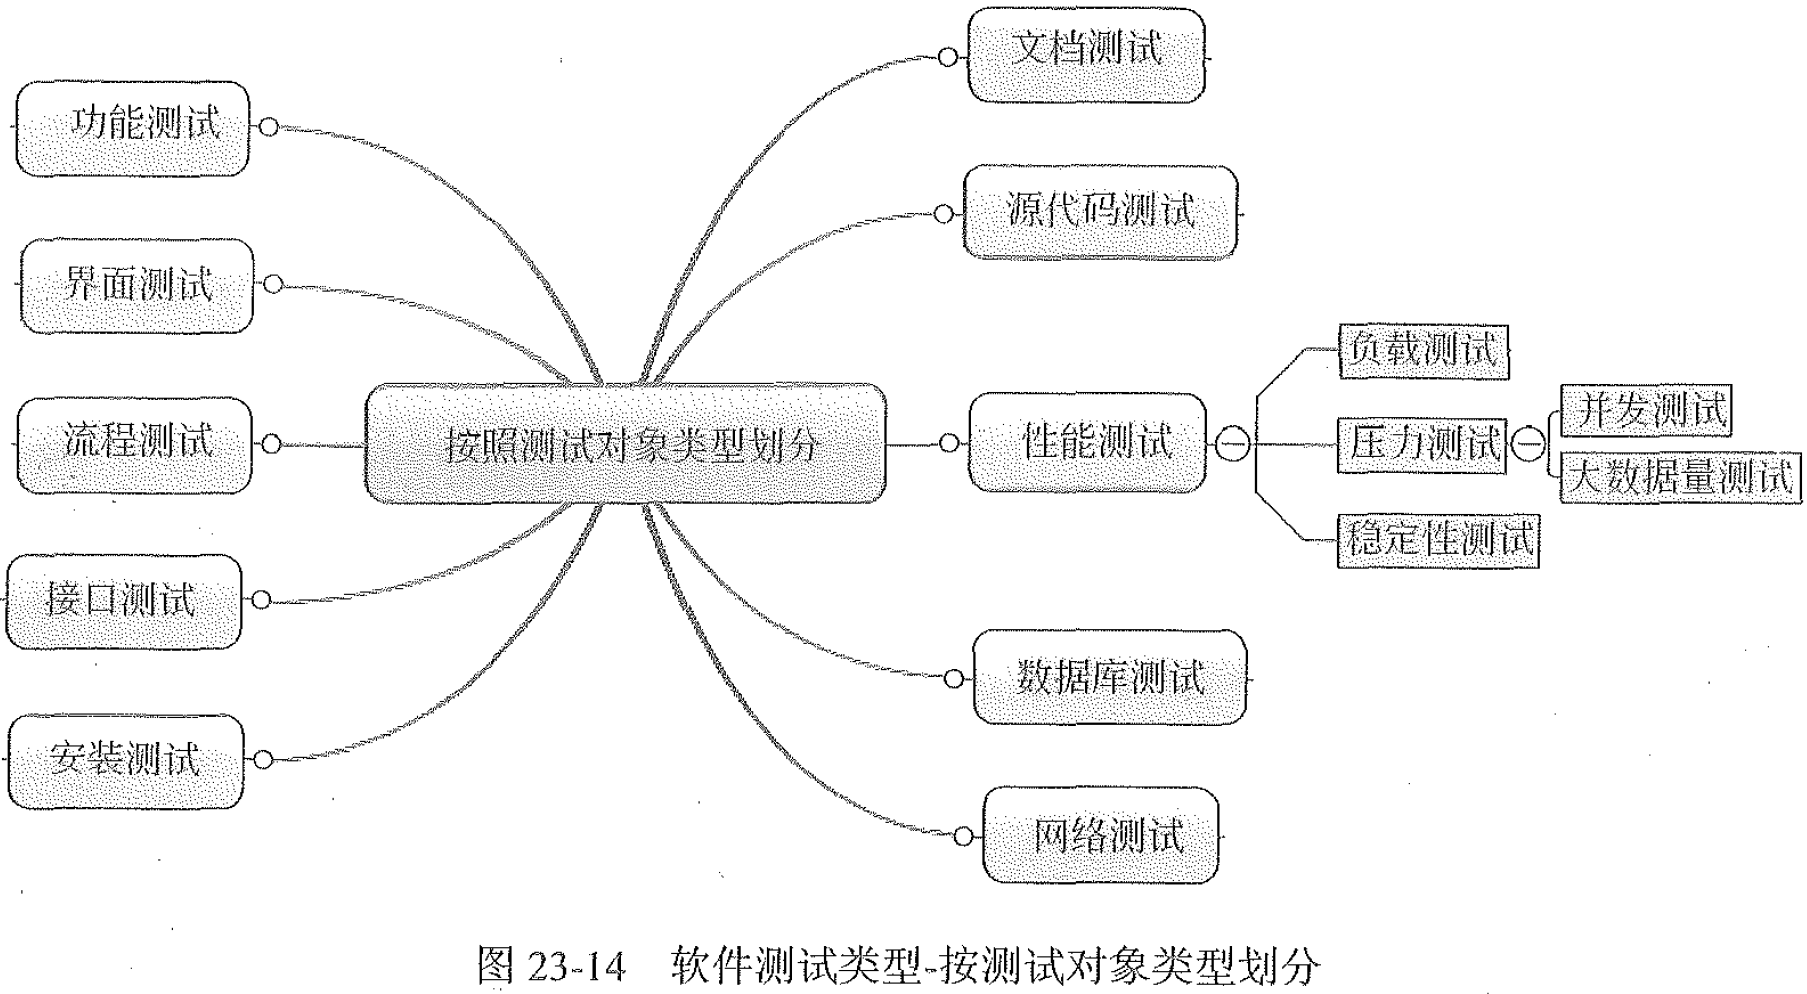 功能测试
界面测试
流程测试
接口测试
安装测试
按照测试对象类型划分
文档测试
源代码测试
性能测试
负载测试
压力测试
并发测试
大数据量测试
稳定性测试
数据库测试
网络测试
图 23-14 软件测试类型-按测试对象类型划分